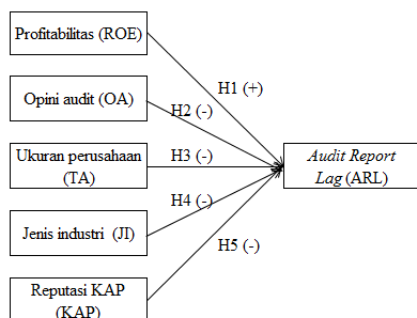 Profitabilitas (ROE)
H1 (+)
Opini audit (OA)
H2 (-)
Ukuran perusahaan
(TA)
H3 (-)
Audit Report
Lag (ARL)
H4 (-)
Jenis industri (JI)
H5 (-)
Reputasi KAP
(KAP)